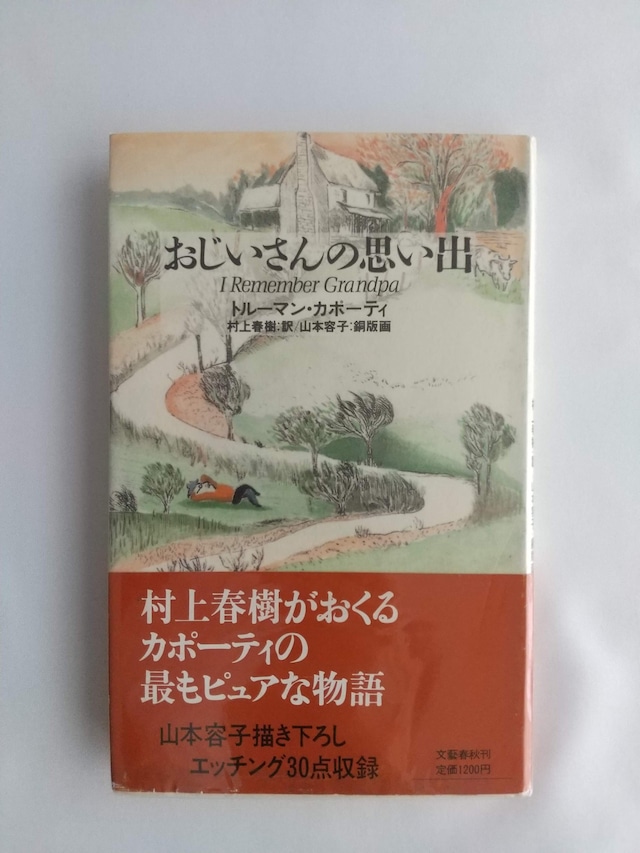 おじいさんの思い出
I Remember Grandpa
トルーマン・カポーティ
村上春樹:訳/山本容子:銅版画
村上春樹がおくる
カポーティの
最もピュアな物語
山本容子描き下ろし
エッチング30点収録
文藝春秋刊
定価1200円